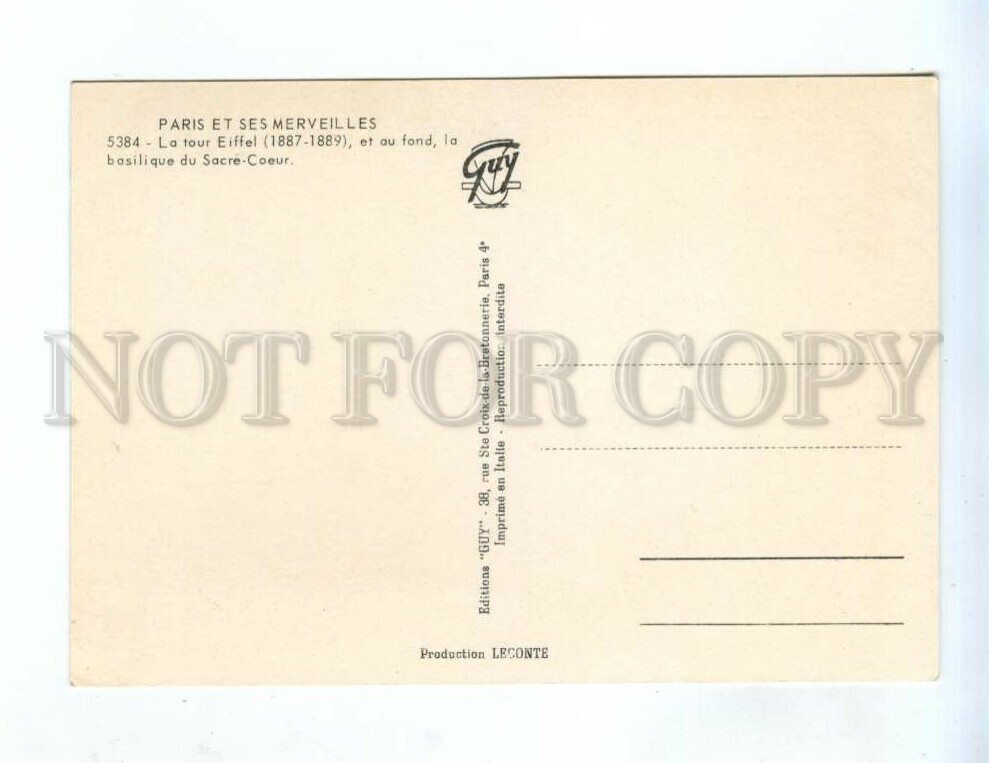 PARIS ET SES MERVEILLES
5384 - La tour Eiffel (1887-1889), et au fond, la
basilique du Sacré-Coeur.
Guy
Editions "GUY" - 38, rue Ste Croix-de-la-Bretonnerie, Paris 4e
Imprimé en Italie - Reproduction interdite
NOT FOR COPY
Production LECONTE